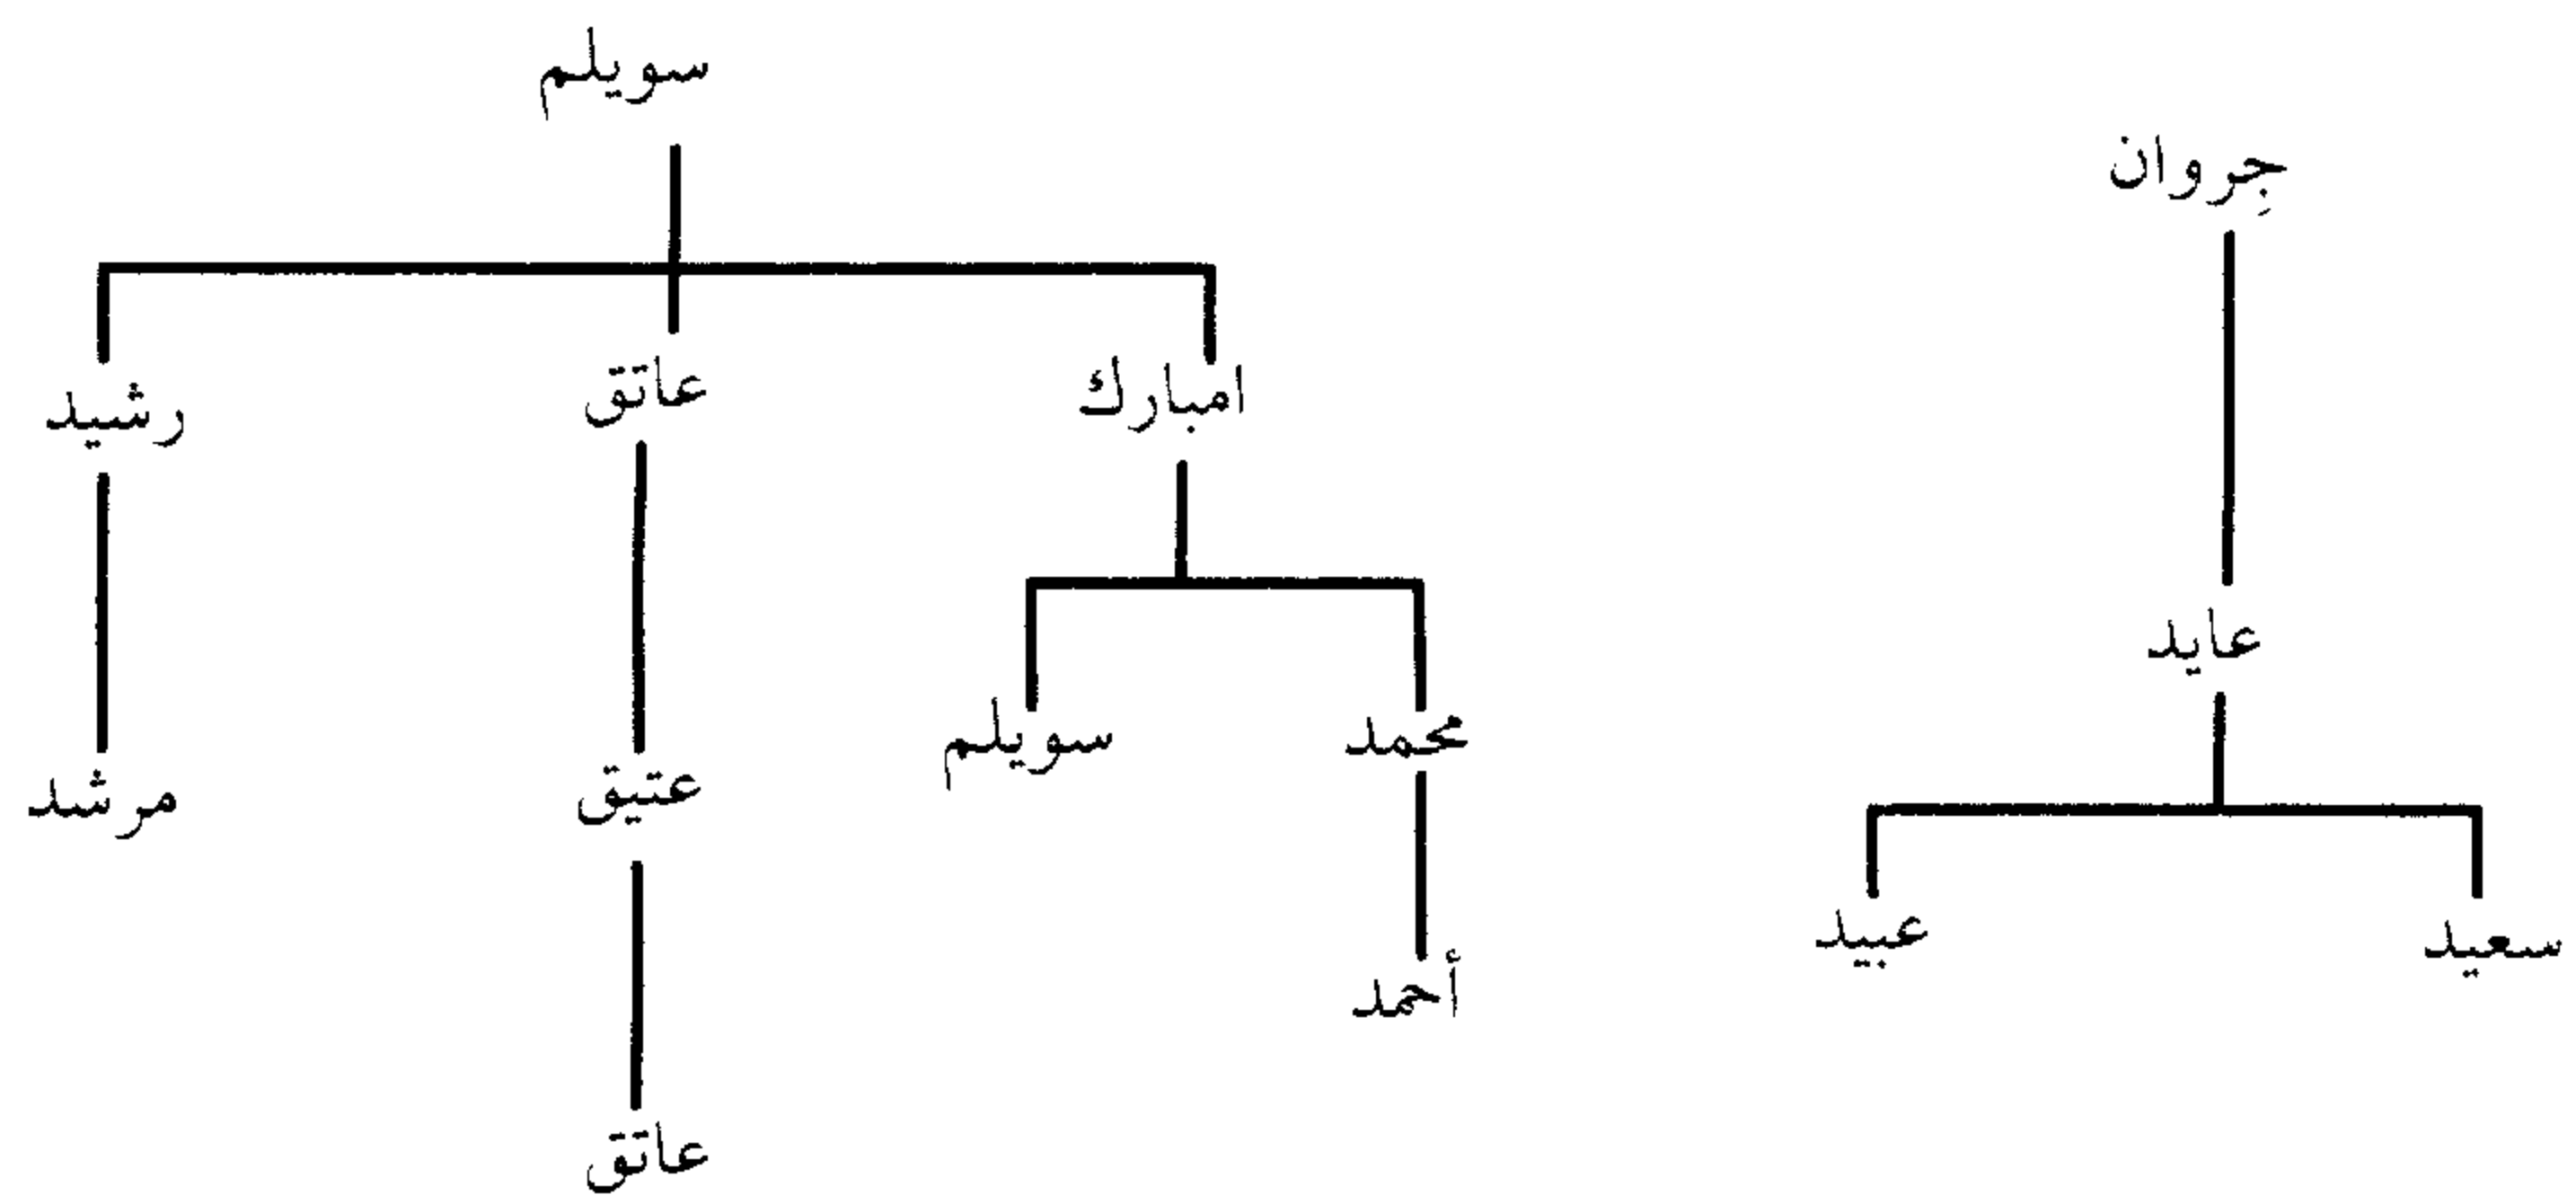 سويلم
جِروان
امبارك
عاتق
رشيد
عايد
محمد
سويلم
عتيق
مرشد
سعيد
عبيد
أحمد
عاتق